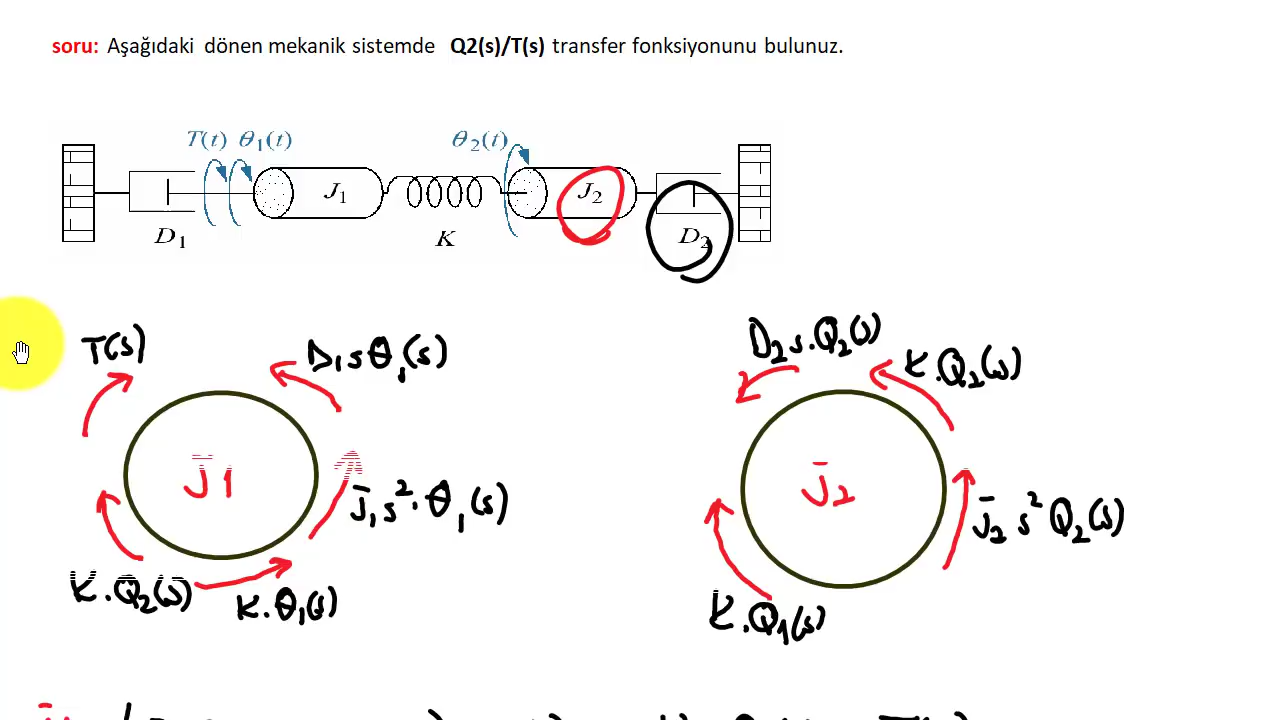 soru: Aşağıdaki dönen mekanik sistemde Q2(s)/T(s) transfer fonksiyonunu bulunuz.
T(t) θ₁(t) θ₂(t)
J₁ J₂
D₁ K D₂
T(s) D₁sθ₁(s) D₂s.Q₂(s) K.Q₂(s)
J1 J₁s².θ₁(s) J2 J₂s²Q₂(s)
K.Q₂(s) K.θ₁(s) K.Q₁(s)